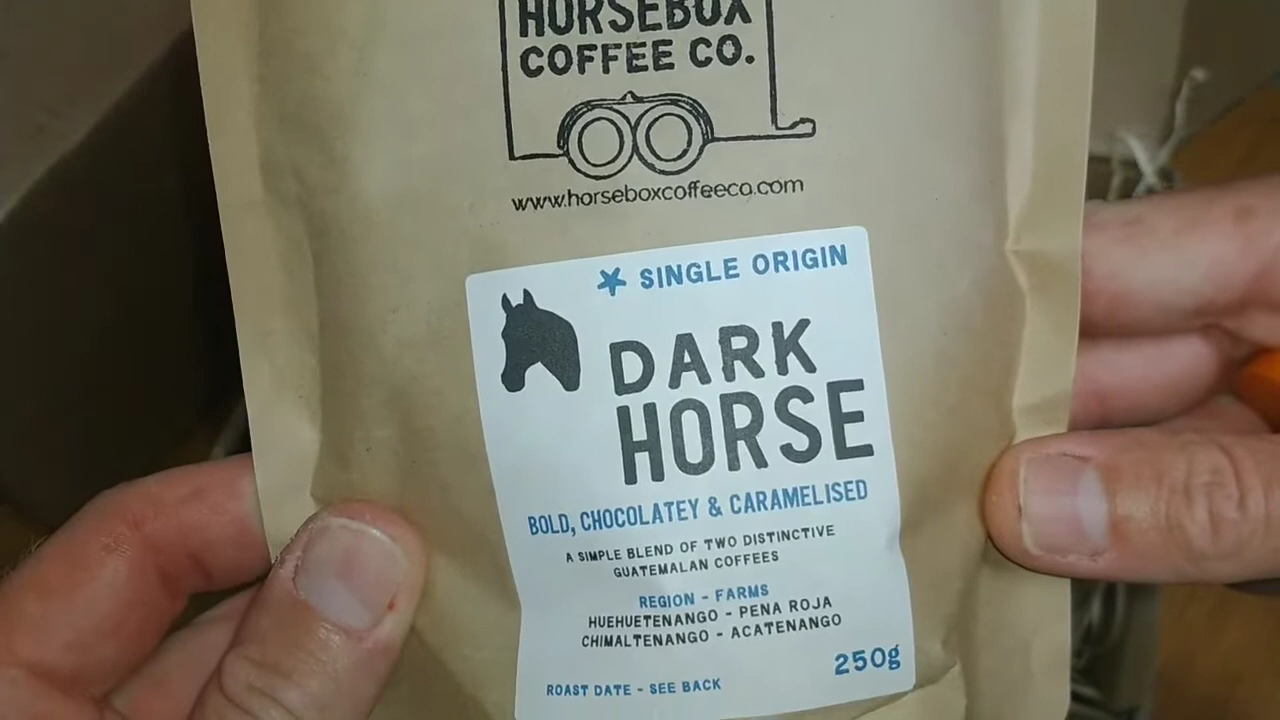 HORSEBOX
COFFEE CO.
www.horseboxcoffeeco.com
SINGLE ORIGIN
DARK
HORSE
BOLD, CHOCOLATEY & CARAMELISED
A SIMPLE BLEND OF TWO DISTINCTIVE
GUATEMALAN COFFEES
REGION - FARMS
HUEHUETENANGO - PENA ROJA
CHIMALTENANGO - ACATENANGO
250g
ROAST DATE - SEE BACK